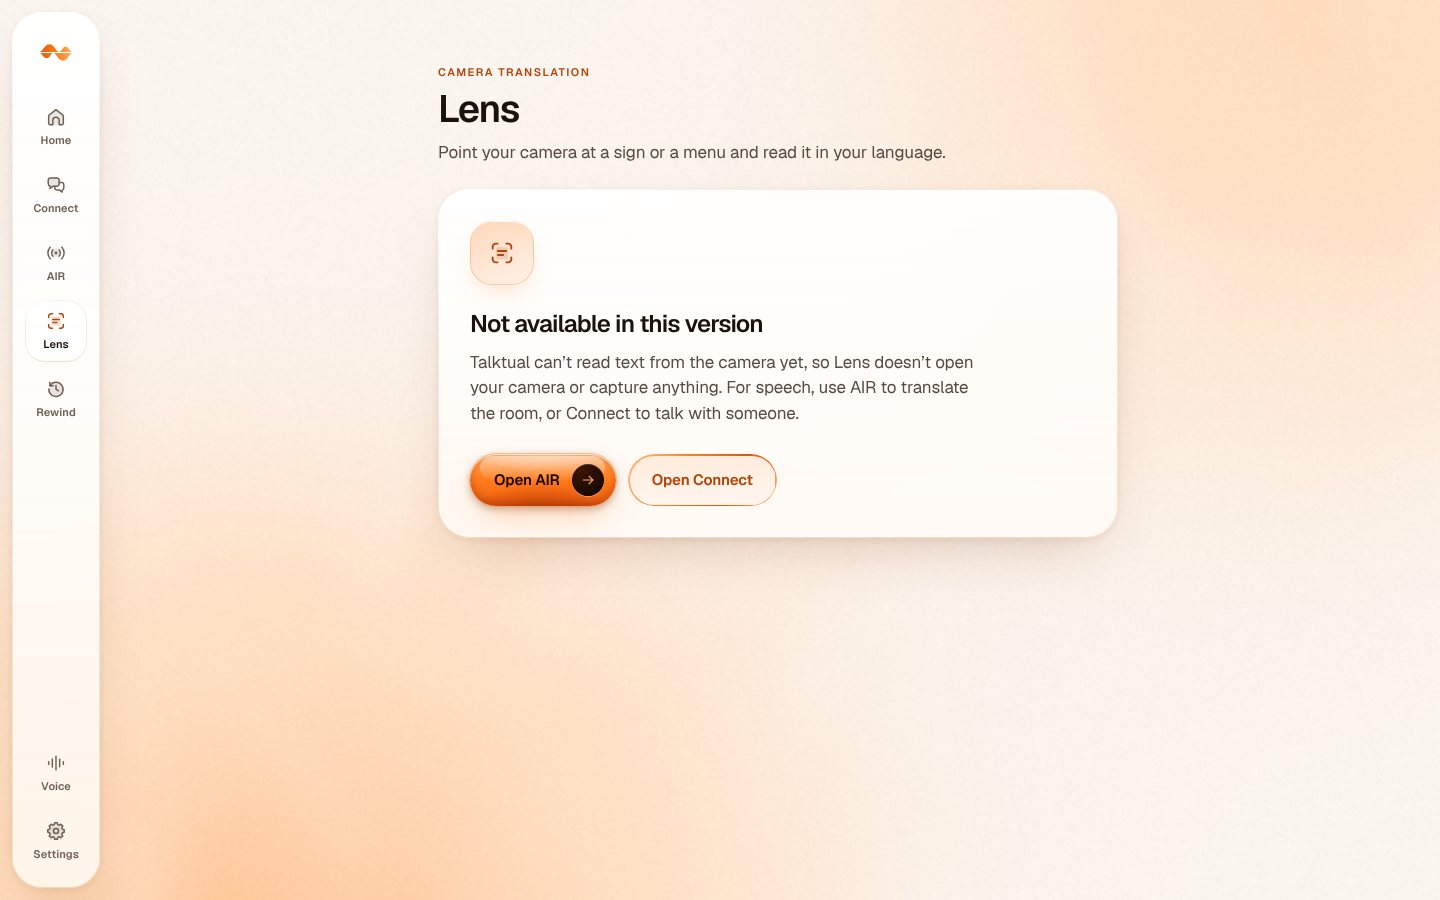 Home
Connect
AIR
Lens
Rewind
Voice
Settings
CAMERA TRANSLATION
Lens
Point your camera at a sign or a menu and read it in your language.
Not available in this version
Talktual can’t read text from the camera yet, so Lens doesn’t open
your camera or capture anything. For speech, use AIR to translate
the room, or Connect to talk with someone.
Open AIR
Open Connect